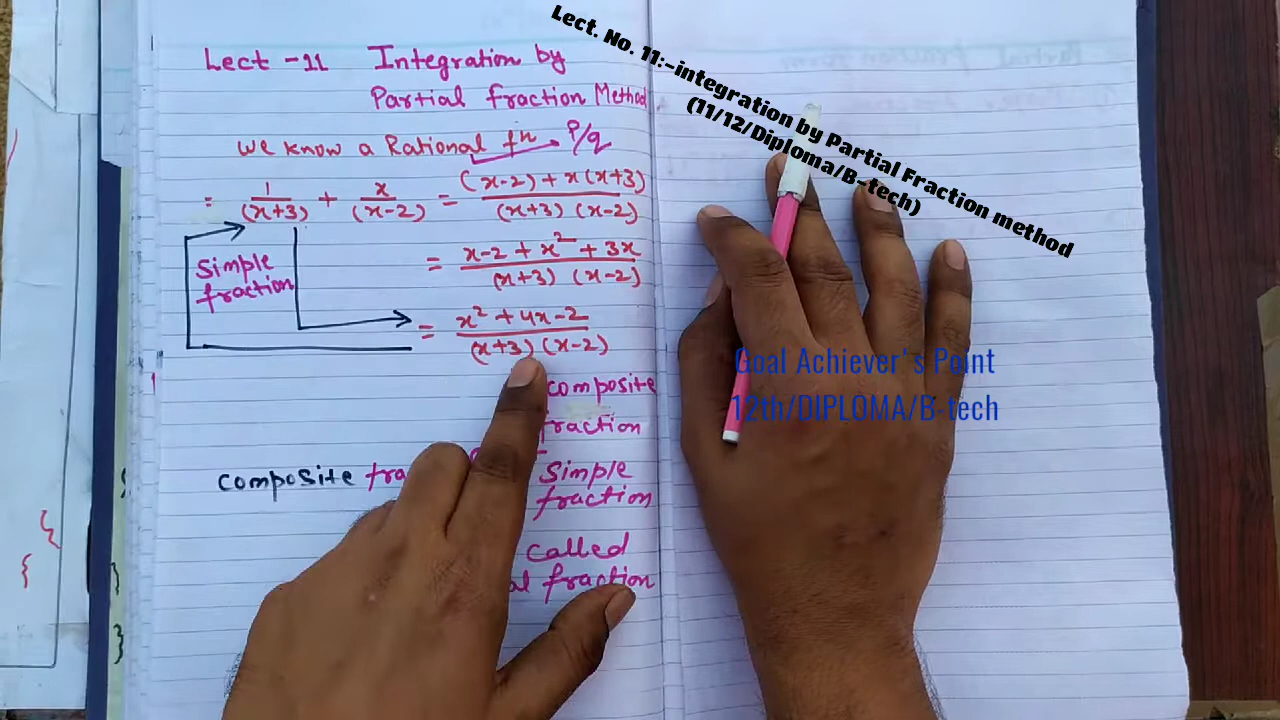 Lect -11 Integration by
Partial fraction Method
we know a Rational fn P/q
= 1/(x+3) + x/(x-2) = (x-2) + x(x+3)/(x+3) (x-2)
= x-2 + x² + 3x/(x+3) (x-2)
simple
fraction
= x² + 4x-2/(x+3) (x-2)
composite
fraction
composite fra
Simple
fraction
called
al fraction
Lect. No. 11:-integration by Partial Fraction method
(11/12/Diploma/B-tech)
Goal Achiever's Point
12th/DIPLOMA/B-tech